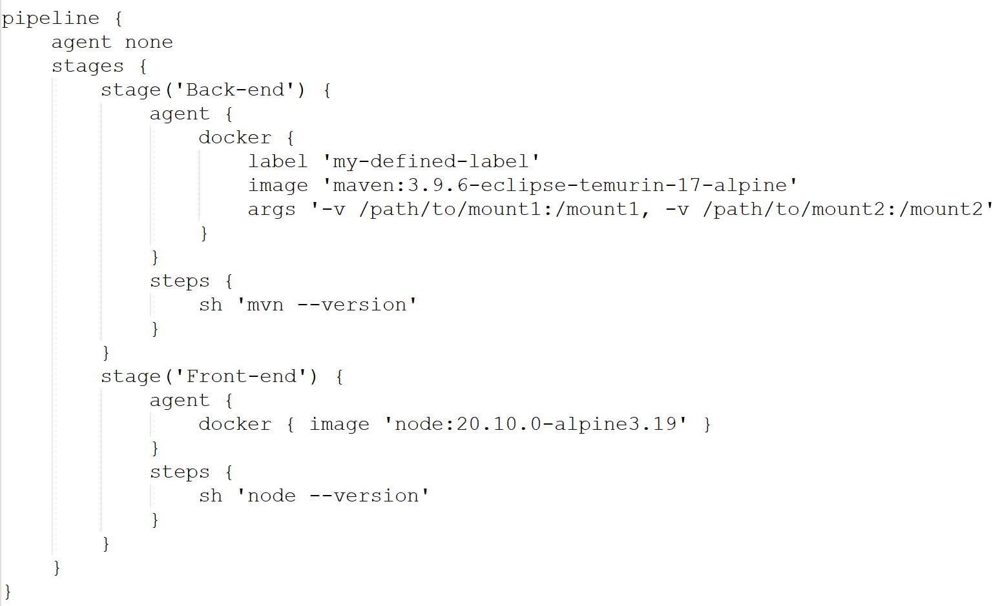 pipeline {
    agent none
    stages {
        stage('Back-end') {
            agent {
                docker {
                    label 'my-defined-label'
                    image 'maven:3.9.6-eclipse-temurin-17-alpine'
                    args '-v /path/to/mount1:/mount1, -v /path/to/mount2:/mount2'
                }
            }
            steps {
                sh 'mvn --version'
            }
        }
        stage('Front-end') {
            agent {
                docker { image 'node:20.10.0-alpine3.19' }
            }
            steps {
                sh 'node --version'
            }
        }
    }
}